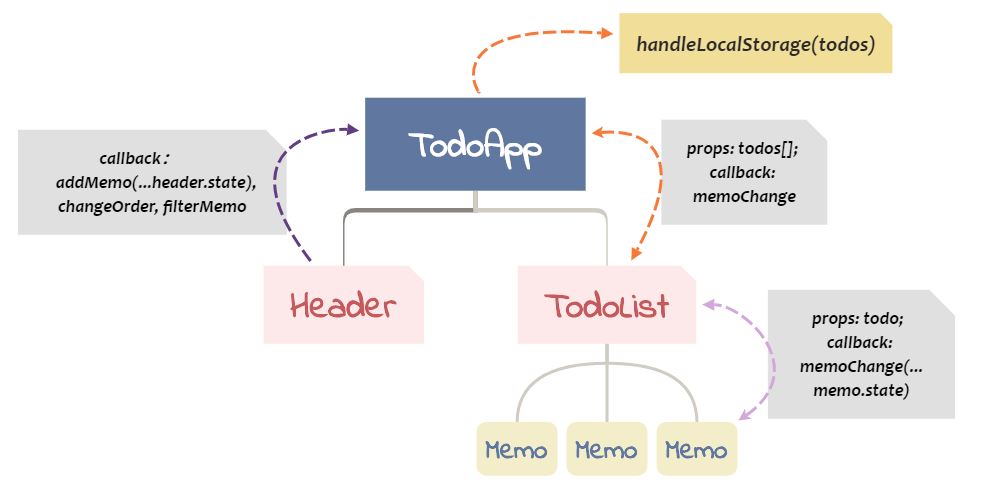 handleLocalStorage(todos)
TodoApp
callback :
addMemo(...header.state),
changeOrder, filterMemo
props: todos[];
callback:
memoChange
Header
TodoList
props: todo;
callback:
memoChange(...
memo.state)
Memo
Memo
Memo